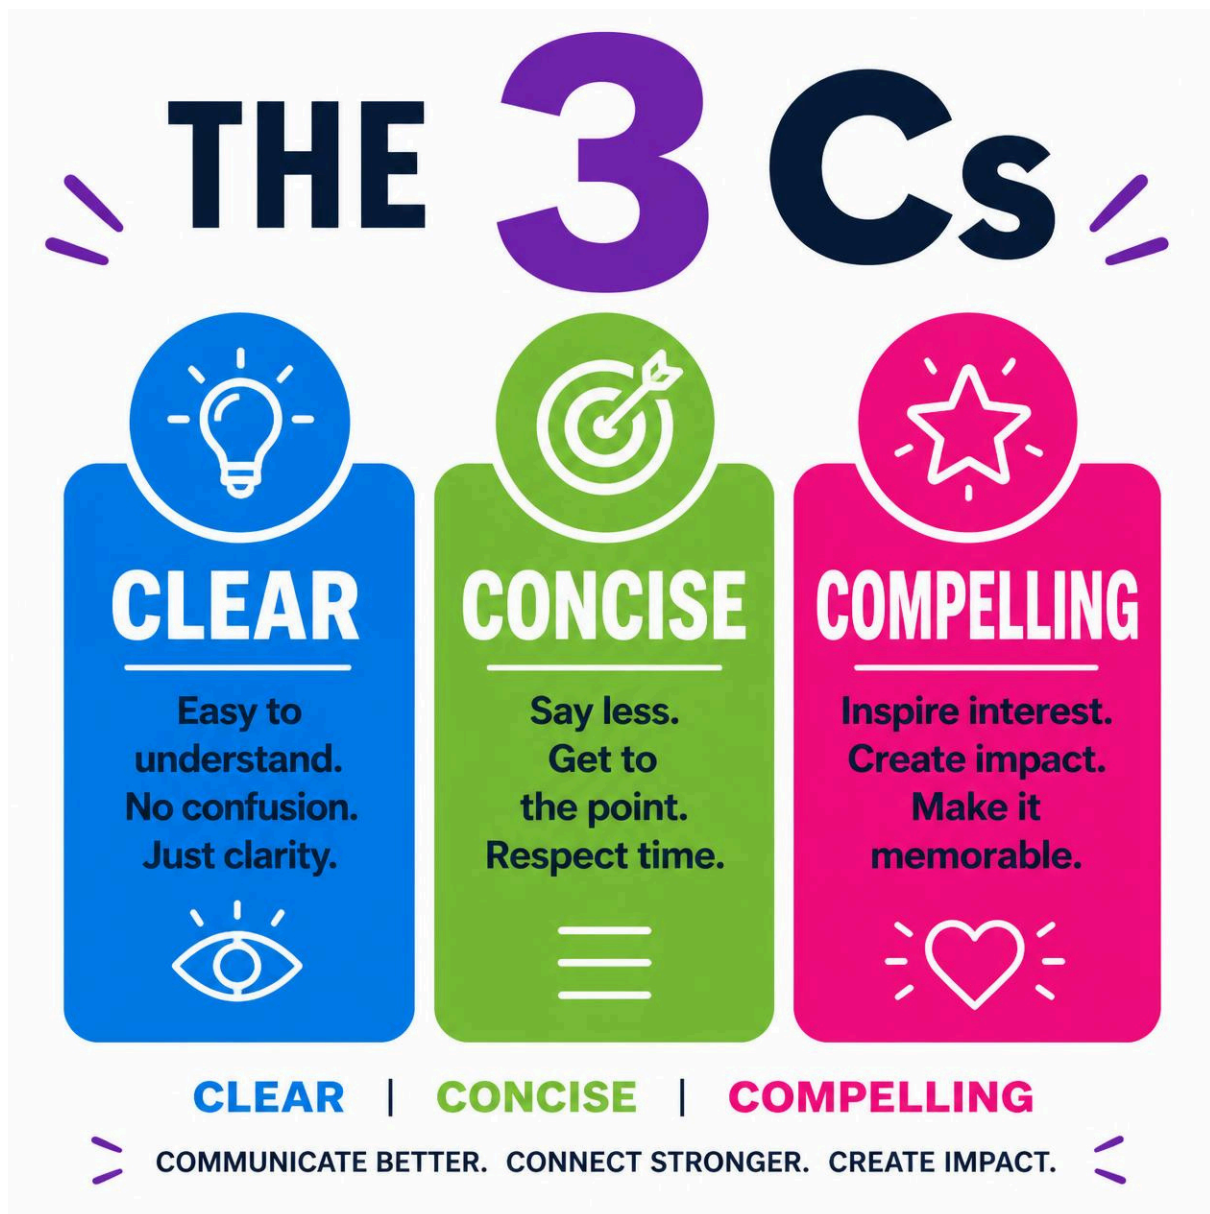 THE 3 Cs
CLEAR
Easy to
understand.
No confusion.
Just clarity.
CONCISE
Say less.
Get to
the point.
Respect time.
COMPELLING
Inspire interest.
Create impact.
Make it
memorable.
CLEAR | CONCISE | COMPELLING
COMMUNICATE BETTER. CONNECT STRONGER. CREATE IMPACT.